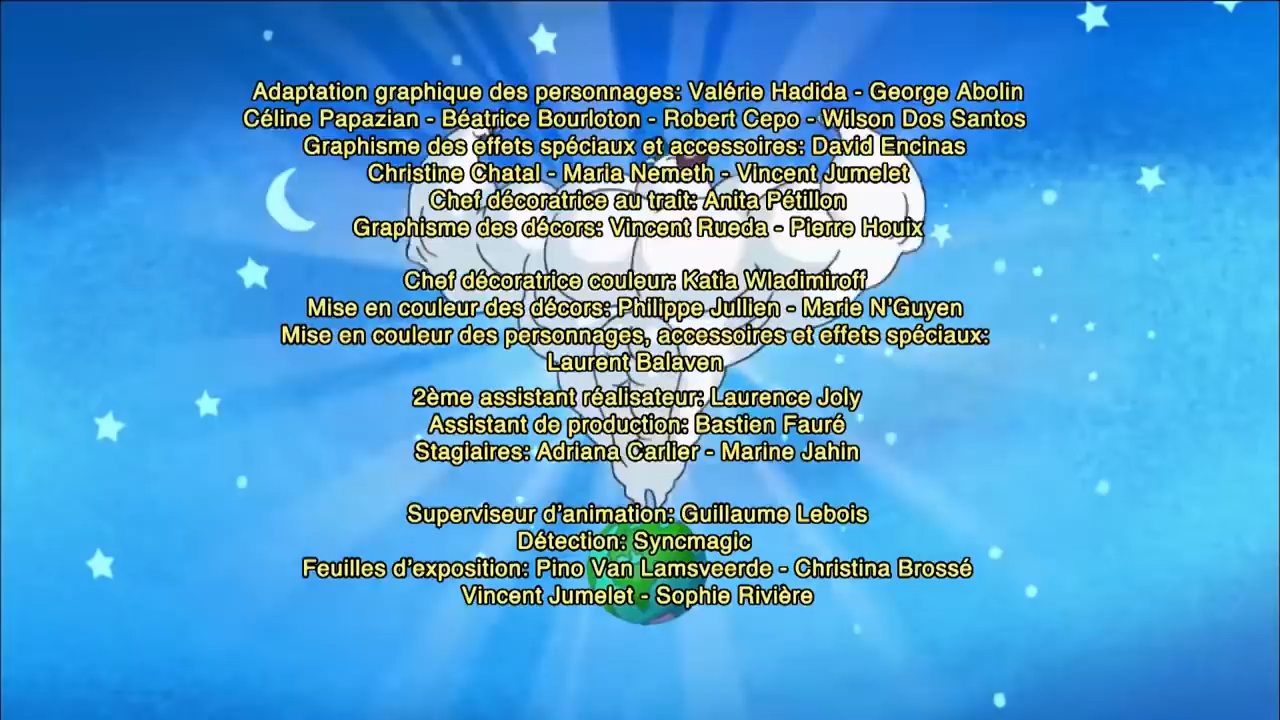 Adaptation graphique des personnages: Valérie Hadida - George Abolin
Céline Papazian - Béatrice Bourloton - Robert Cepo - Wilson Dos Santos
Graphisme des effets spéciaux et accessoires: David Encinas
Christine Chatal - Maria Nemeth - Vincent Jumelet
Chef décoratrice au trait: Anita Pétillon
Graphisme des décors: Vincent Rueda - Pierre Houix
Chef décoratrice couleur: Katia Wladimiroff
Mise en couleur des décors: Philippe Jullien - Marie N'Guyen
Mise en couleur des personnages, accessoires et effets spéciaux:
Laurent Balaven
2ème assistant réalisateur: Laurence Joly
Assistant de production: Bastien Fauré
Stagiaires: Adriana Carlier - Marine Jahin
Superviseur d'animation: Guillaume Lebois
Détection: Syncmagic
Feuilles d'exposition: Pino Van Lamsveerde - Christina Brossé
Vincent Jumelet - Sophie Rivière